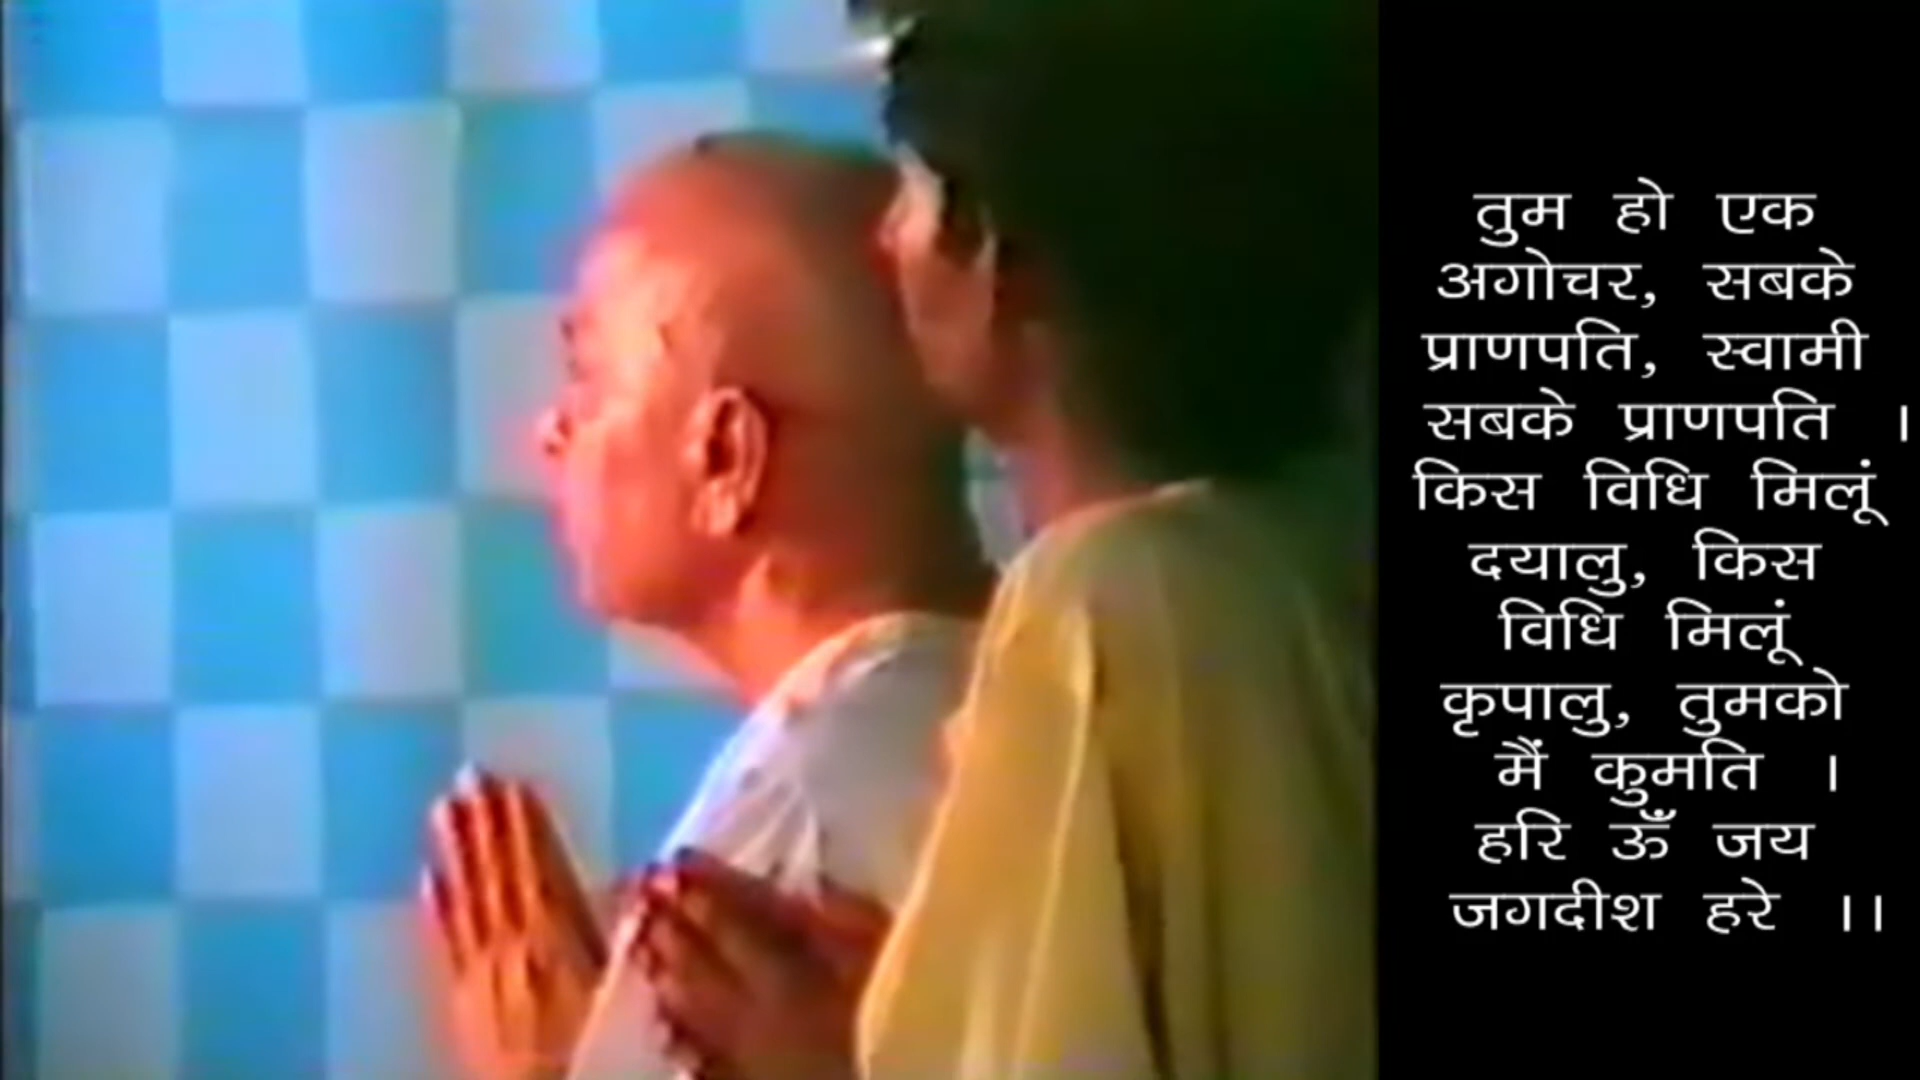 तुम हो एक
अगोचर, सबके
प्राणपति, स्वामी
सबके प्राणपति ।
किस विधि मिलूं
दयालु, किस
विधि मिलूं
कृपालु, तुमको
मैं कुमति ।
हरि ऊँ जय
जगदीश हरे ।।